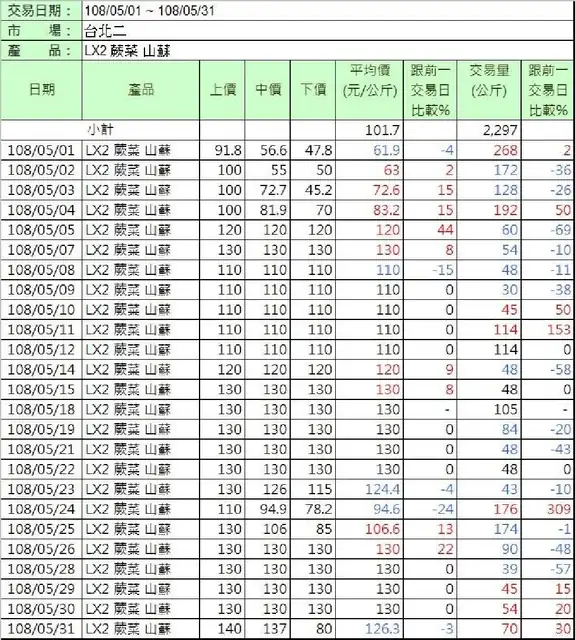 交易日期： 108/05/01 ~ 108/05/31
市　　場： 台北二
產　　品： LX2 蕨菜 山蘇
日期 產品 上價 中價 下價 平均價(元/公斤) 跟前一交易日比較% 交易量(公斤) 跟前一交易日比較%
小計 101.7 2,297
108/05/01 LX2 蕨菜 山蘇 91.8 56.6 47.8 61.9 -4 268 2
108/05/02 LX2 蕨菜 山蘇 100 55 50 63 2 172 -36
108/05/03 LX2 蕨菜 山蘇 100 72.7 45.2 72.6 15 128 -26
108/05/04 LX2 蕨菜 山蘇 100 81.9 70 83.2 15 192 50
108/05/05 LX2 蕨菜 山蘇 120 120 120 120 44 60 -69
108/05/07 LX2 蕨菜 山蘇 130 130 130 130 8 54 -10
108/05/08 LX2 蕨菜 山蘇 110 110 110 110 -15 48 -11
108/05/09 LX2 蕨菜 山蘇 110 110 110 110 0 30 -38
108/05/10 LX2 蕨菜 山蘇 110 110 110 110 0 45 50
108/05/11 LX2 蕨菜 山蘇 110 110 110 110 0 114 153
108/05/12 LX2 蕨菜 山蘇 110 110 110 110 0 114 0
108/05/14 LX2 蕨菜 山蘇 120 120 120 120 9 48 -58
108/05/15 LX2 蕨菜 山蘇 130 130 130 130 8 48 0
108/05/18 LX2 蕨菜 山蘇 130 130 130 130 - 105 -
108/05/19 LX2 蕨菜 山蘇 130 130 130 130 0 84 -20
108/05/21 LX2 蕨菜 山蘇 130 130 130 130 0 48 -43
108/05/22 LX2 蕨菜 山蘇 130 130 130 130 0 48 0
108/05/23 LX2 蕨菜 山蘇 130 126 115 124.4 -4 43 -10
108/05/24 LX2 蕨菜 山蘇 110 94.9 78.2 94.6 -24 176 309
108/05/25 LX2 蕨菜 山蘇 130 106 85 106.6 13 174 -1
108/05/26 LX2 蕨菜 山蘇 130 130 130 130 22 90 -48
108/05/28 LX2 蕨菜 山蘇 130 130 130 130 0 39 -57
108/05/29 LX2 蕨菜 山蘇 130 130 130 130 0 45 15
108/05/30 LX2 蕨菜 山蘇 130 130 130 130 0 54 20
108/05/31 LX2 蕨菜 山蘇 140 137 80 126.3 -3 70 30